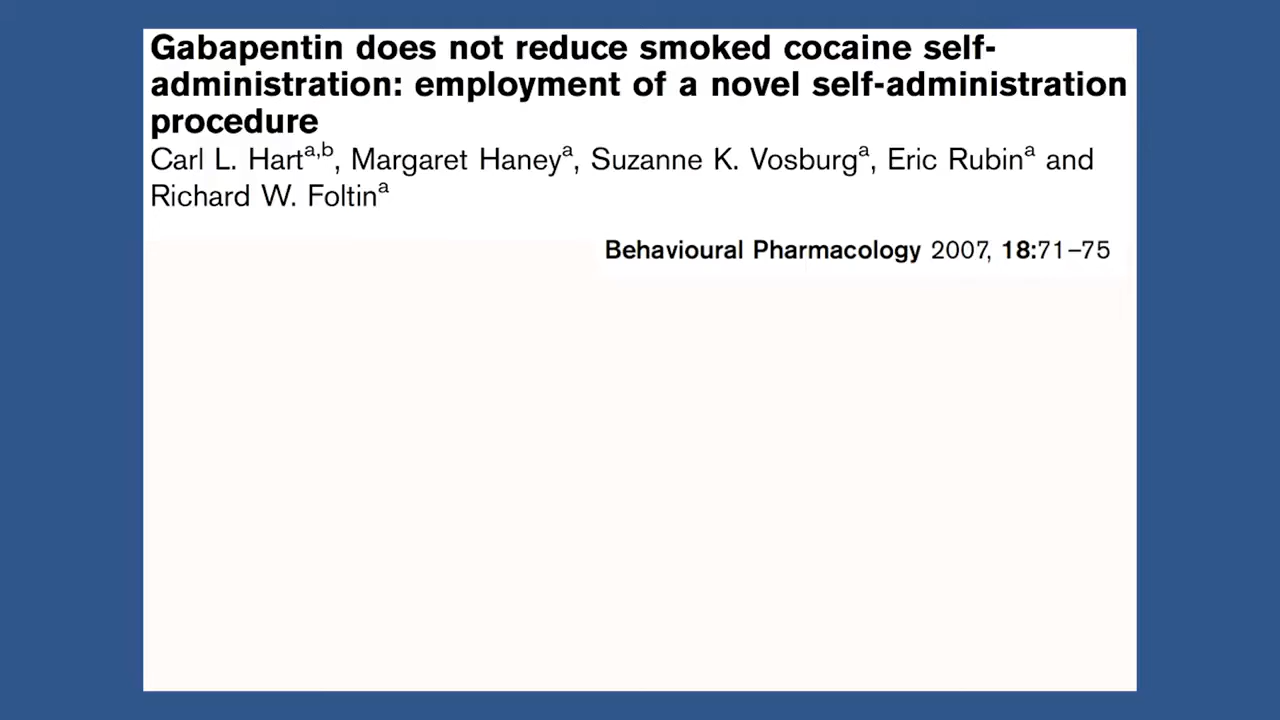 Gabapentin does not reduce smoked cocaine self-
administration: employment of a novel self-administration
procedure
Carl L. Hartᵃ,ᵇ, Margaret Haneyᵃ, Suzanne K. Vosburgᵃ, Eric Rubinᵃ and
Richard W. Foltinᵃ
Behavioural Pharmacology 2007, 18:71–75